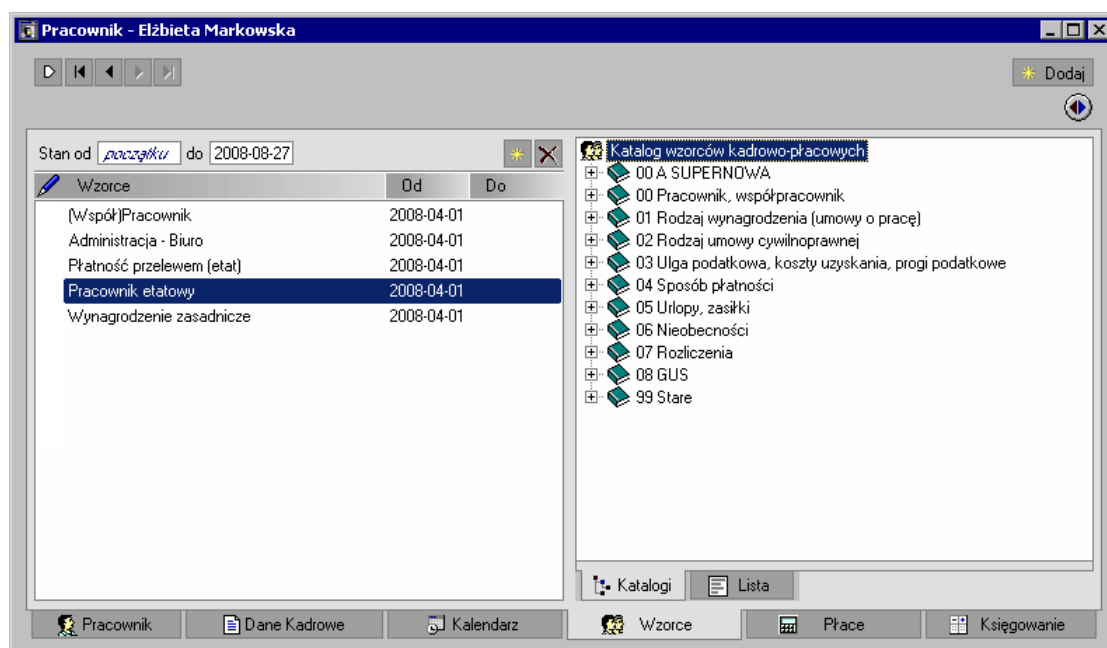 Pracownik - Elżbieta Markowska
Dodaj
Stan od początku do 2008-08-27
Wzorce Od Do
(Współ)Pracownik 2008-04-01
Administracja - Biuro 2008-04-01
Płatność przelewem (etat) 2008-04-01
Pracownik etatowy 2008-04-01
Wynagrodzenie zasadnicze 2008-04-01
Katalog wzorców kadrowo-płacowych
00 A SUPERNOWA
00 Pracownik, współpracownik
01 Rodzaj wynagrodzenia (umowy o pracę)
02 Rodzaj umowy cywilnoprawnej
03 Ulga podatkowa, koszty uzyskania, progi podatkowe
04 Sposób płatności
05 Urlopy, zasiłki
06 Nieobecności
07 Rozliczenia
08 GUS
99 Stare
Katalogi Lista
Pracownik Dane Kadrowe Kalendarz Wzorce Płace Księgowanie